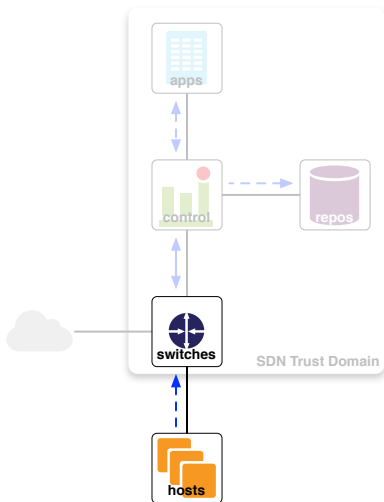 apps
control
repos
switches
SDN Trust Domain
hosts